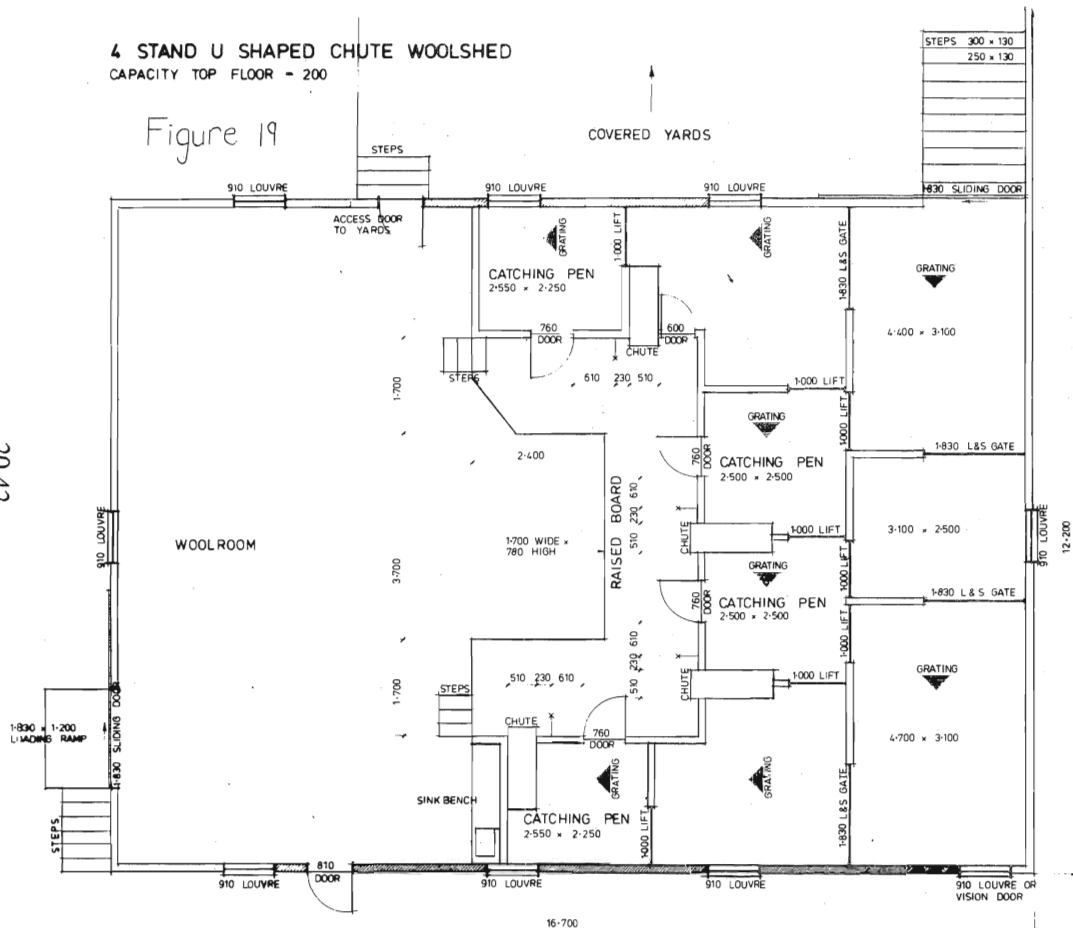 4 STAND U SHAPED CHUTE WOOLSHED
CAPACITY TOP FLOOR - 200
Figure 19
COVERED YARDS
STEPS 300 × 130
250 × 130
STEPS
910 LOUVRE
910 LOUVRE
910 LOUVRE
1·830 SLIDING DOOR
ACCESS DOOR
TO YARDS
GRATING
1·000 LIFT
GRATING
1·830 L&S GATE
GRATING
CATCHING PEN
2·550 × 2·250
4·400 × 3·100
760
DOOR
600
DOOR
CHUTE
STEPS
610 230 510
1·700
1·000 LIFT
GRATING
1·000 LIFT
2·400
760
DOOR
CATCHING PEN
2·500 × 2·500
1·830 L&S GATE
RAISED BOARD
510 230 610
910 LOUVRE
WOOLROOM
1·700 WIDE ×
780 HIGH
CHUTE
1·000 LIFT
3·100 × 2·500
910 LOUVRE
12·200
3·700
GRATING
1·000 LIFT
760
DOOR
CATCHING PEN
2·500 × 2·500
1·830 L & S GATE
1·000 LIFT
510 230 610
GRATING
1·000 LIFT
CHUTE
STEPS
510 230 610
1·700
1·830 SLIDING DOOR
1·830 × 1·200
LOADING RAMP
CHUTE
760
DOOR
4·700 × 3·100
GRATING
GRATING
1·830 L&S GATE
SINK BENCH
CATCHING PEN
2·550 × 2·250
1·000 LIFT
STEPS
910 LOUVRE
810
DOOR
910 LOUVRE
910 LOUVRE
910 LOUVRE OR
VISION DOOR
16·700